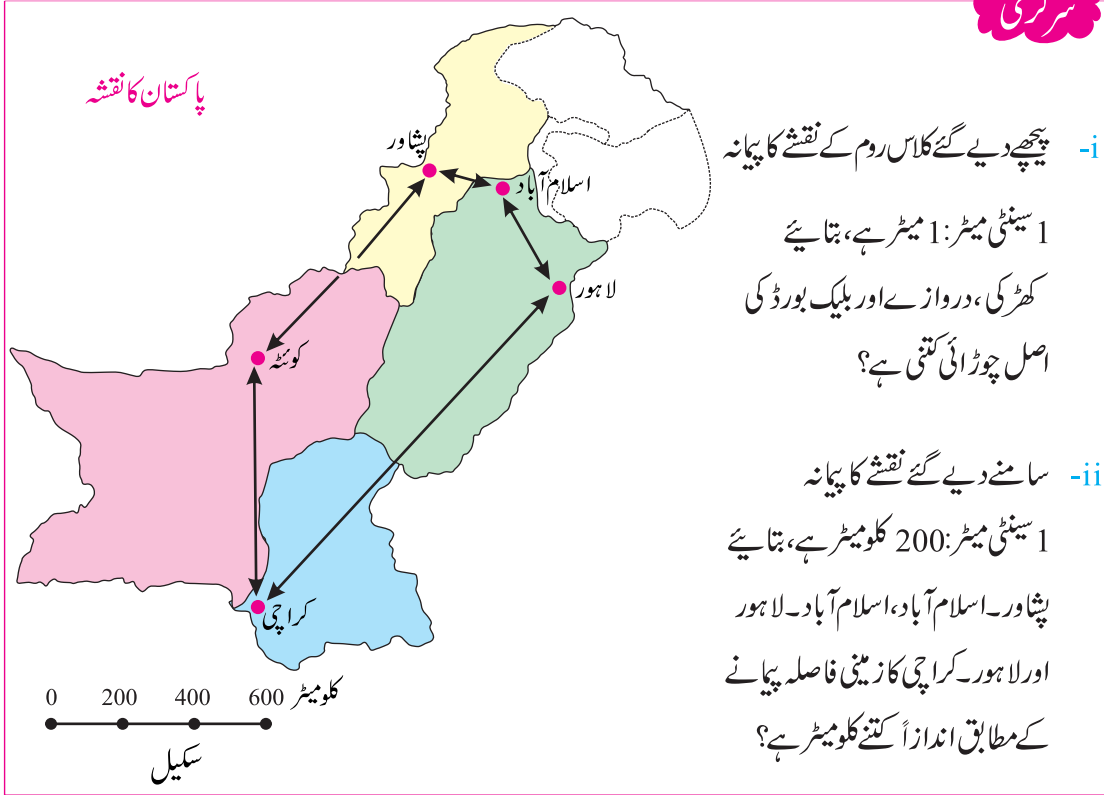 سرگرمی
پاکستان کا نقشہ
پشاور
اسلام آباد
لاہور
کوئٹہ
کراچی
0 200 400 600 کلومیٹر
سکیل
i- پیچھے دیے گئے کلاس روم کے نقشے کا پیمانہ
1 سینٹی میٹر:1 میٹر ہے، بتایئے
کھڑکی، دروازے اور بلیک بورڈ کی
اصل چوڑائی کتنی ہے؟
ii- سامنے دیے گئے نقشے کا پیمانہ
1 سینٹی میٹر:200 کلومیٹر ہے، بتایئے
پشاور۔اسلام آباد، اسلام آباد۔لاہور
اور لاہور۔کراچی کا زمینی فاصلہ پیمانے
کے مطابق اندازاً کتنے کلومیٹر ہے؟